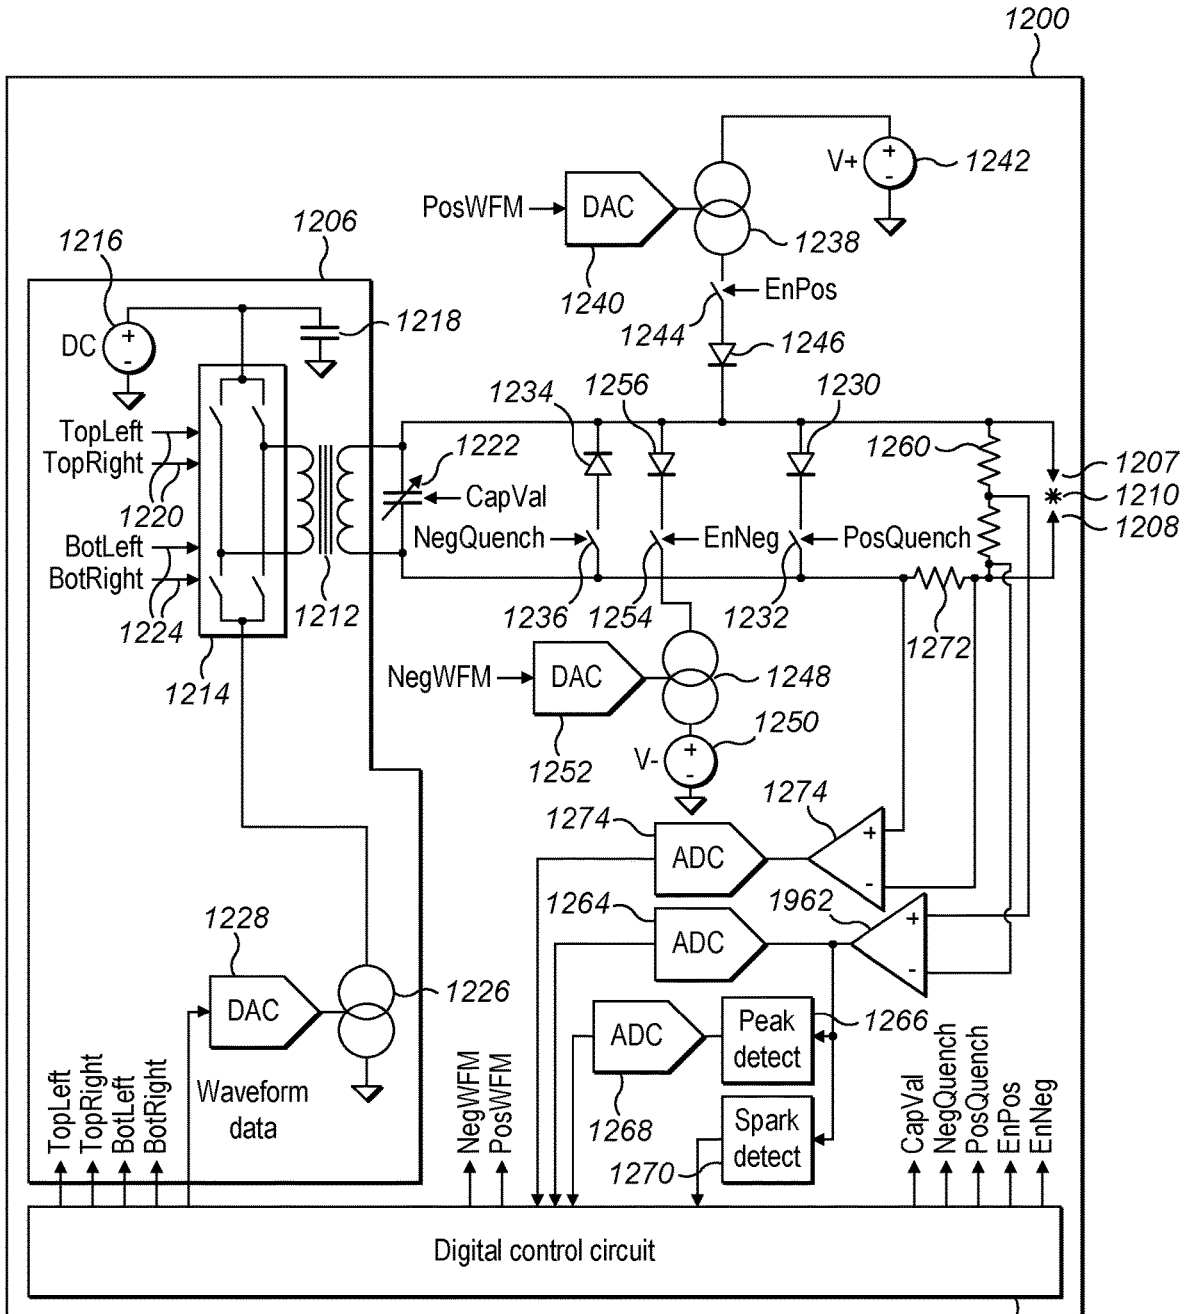 1200
V+
+
-
1242
PosWFM
DAC
1238
1240
EnPos
1244
1246
1216
1206
DC
+
-
1218
1234
1256
1230
TopLeft
TopRight
1220
1222
CapVal
1260
1207
1210
1208
BotLeft
BotRight
1224
1212
NegQuench
EnNeg
PosQuench
1236
1254
1232
1272
1214
NegWFM
DAC
1248
1252
V-
+
-
1250
1274
ADC
1274
+
-
1264
ADC
1962
+
-
1228
DAC
1226
Waveform
data
ADC
1268
Peak
detect
1266
Spark
detect
1270
TopLeft
TopRight
BotLeft
BotRight
NegWFM
PosWFM
CapVal
NegQuench
PosQuench
EnPos
EnNeg
Digital control circuit